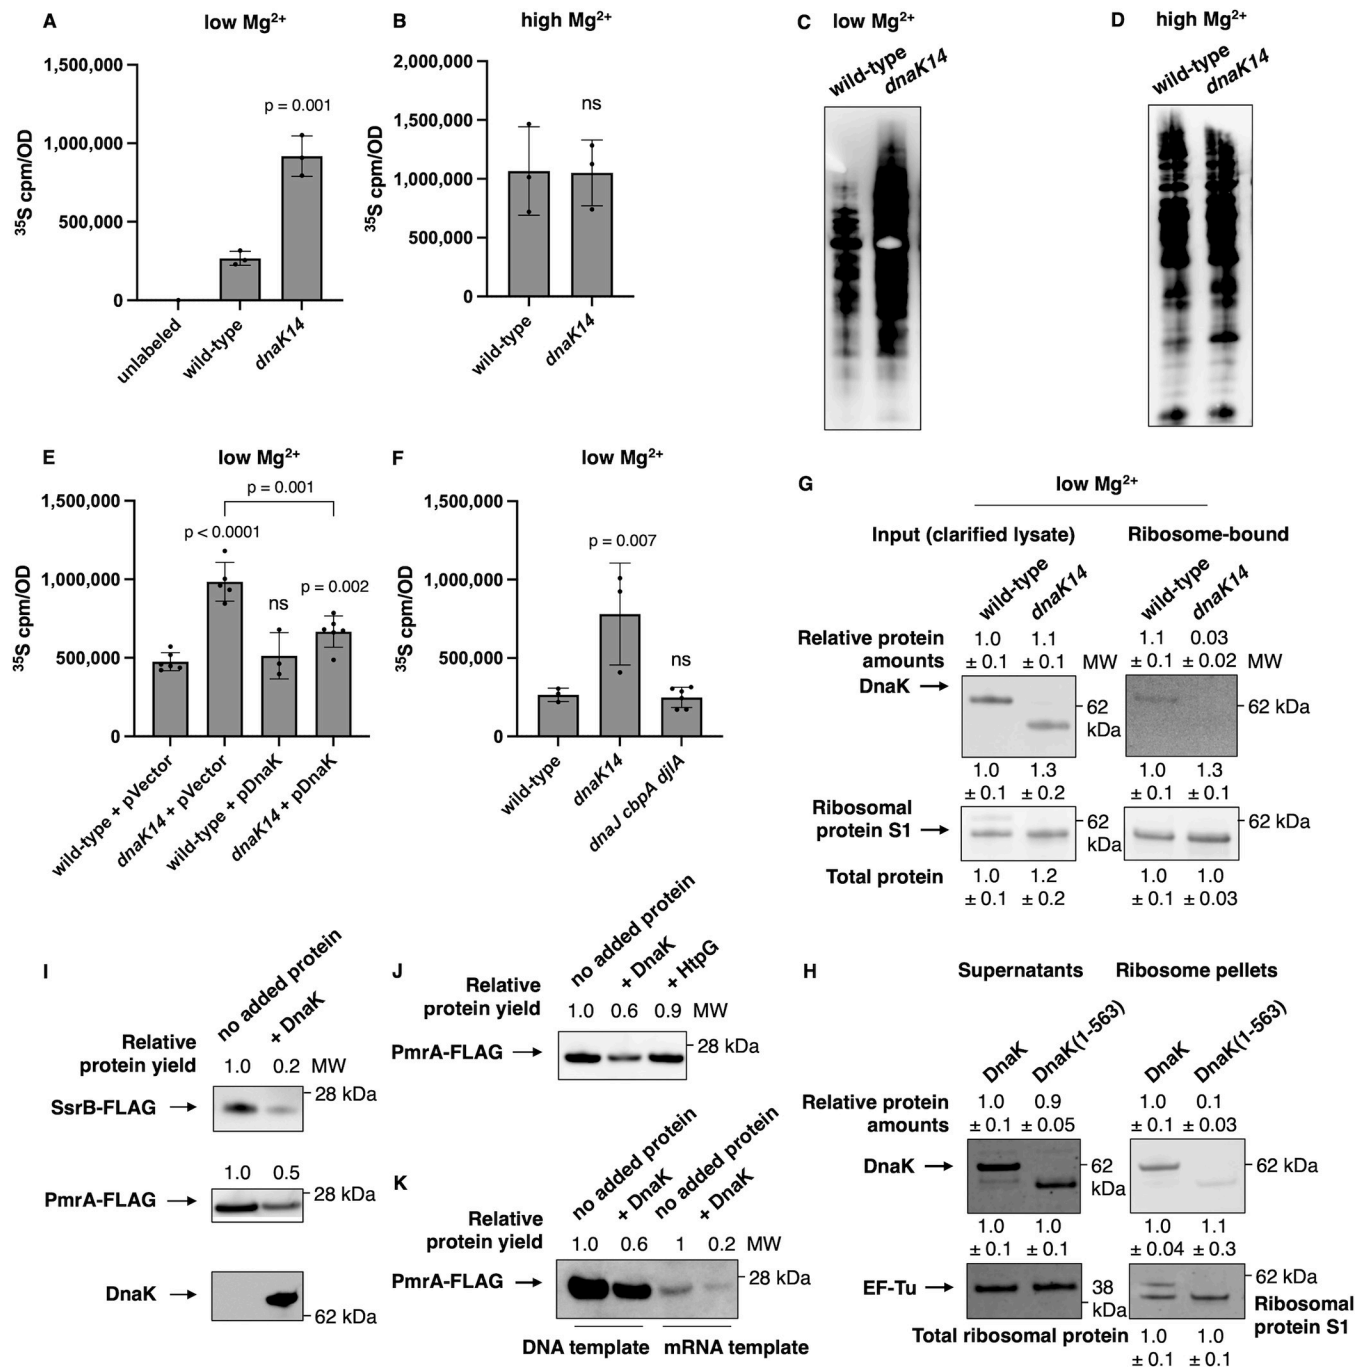 A
low Mg²⁺
1,500,000
1,000,000
500,000
0
³⁵S cpm/OD
p = 0.001
unlabeled
wild-type
dnaK14
B
high Mg²⁺
2,000,000
1,500,000
1,000,000
500,000
0
³⁵S cpm/OD
ns
wild-type
dnaK14
C
low Mg²⁺
wild-type
dnaK14
D
high Mg²⁺
wild-type
dnaK14
E
low Mg²⁺
p = 0.001
1,500,000
1,000,000
500,000
0
³⁵S cpm/OD
p < 0.0001
ns
p = 0.002
wild-type + pVector
dnaK14 + pVector
wild-type + pDnaK
dnaK14 + pDnaK
F
low Mg²⁺
1,500,000
1,000,000
500,000
0
³⁵S cpm/OD
p = 0.007
ns
wild-type
dnaK14
dnaJ cbpA djlA
G
low Mg²⁺
Input (clarified lysate)
Ribosome-bound
wild-type
dnaK14
wild-type
dnaK14
Relative protein 1.0 1.1 1.1 0.03
amounts ± 0.1 ± 0.1 MW ± 0.1 ± 0.02 MW
DnaK
62
kDa
62 kDa
1.0 1.3 1.0 1.3
± 0.1 ± 0.2 ± 0.1 ± 0.1
Ribosomal
protein S1
62
kDa
62 kDa
Total protein 1.0 1.2 1.0 1.0
± 0.1 ± 0.2 ± 0.1 ± 0.03
I
no added protein
+ DnaK
Relative
protein yield 1.0 0.2 MW
SsrB-FLAG
28 kDa
1.0 0.5
PmrA-FLAG
28 kDa
DnaK
62 kDa
J
no added protein
+ DnaK
+ HtpG
Relative
protein yield 1.0 0.6 0.9 MW
PmrA-FLAG
28 kDa
K
no added protein
+ DnaK
no added protein
+ DnaK
Relative
protein yield 1.0 0.6 1 0.2 MW
PmrA-FLAG
28 kDa
DNA template
mRNA template
H
Supernatants
Ribosome pellets
DnaK
DnaK(1-563)
DnaK
DnaK(1-563)
Relative protein 1.0 0.9 1.0 0.1
amounts ± 0.1 ± 0.05 ± 0.1 ± 0.03
DnaK
62
kDa
62 kDa
1.0 1.0 1.0 1.1
± 0.1 ± 0.1 ± 0.04 ± 0.3
EF-Tu
38
kDa
62 kDa
Ribosomal
protein S1
Total ribosomal protein 1.0 1.0
± 0.1 ± 0.1